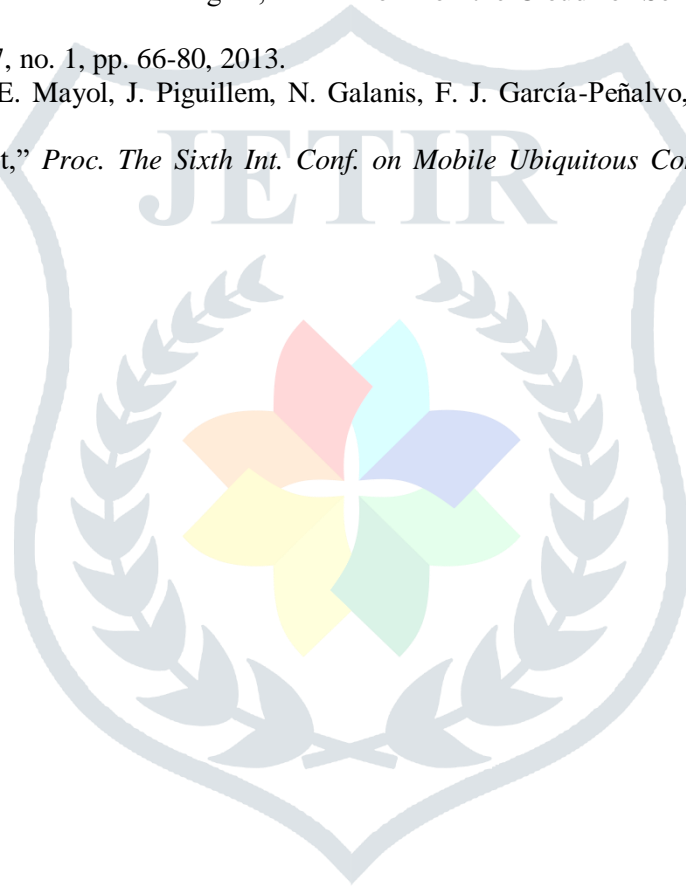 7, no. 1, pp. 66-80, 2013.
E. Mayol, J. Piguillem, N. Galanis, F. J. García-Peñalvo,
t,” Proc. The Sixth Int. Conf. on Mobile Ubiquitous
JETIR